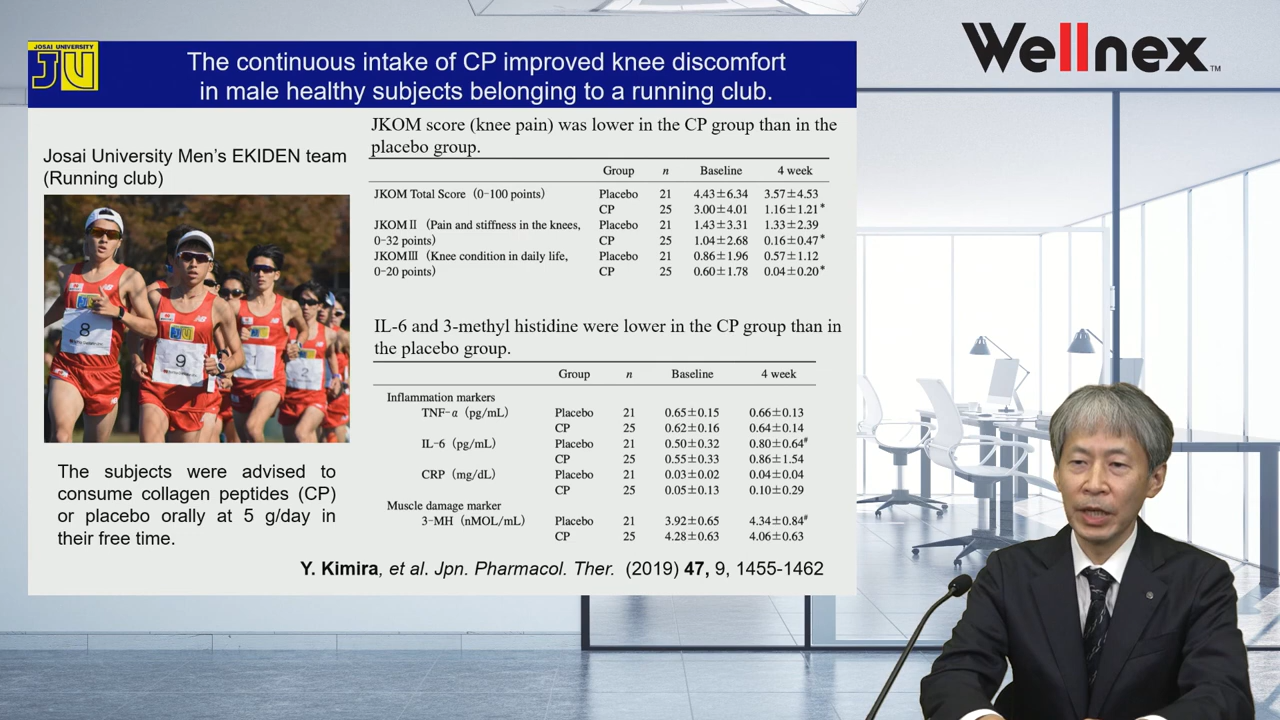 Wellnex™
JOSAI UNIVERSITY
JU
The continuous intake of CP improved knee discomfort
in male healthy subjects belonging to a running club.
Josai University Men's EKIDEN team
(Running club)
8
9
1
2
The subjects were advised to
consume collagen peptides (CP)
or placebo orally at 5 g/day in
their free time.
JKOM score (knee pain) was lower in the CP group than in the
placebo group.
Group n Baseline 4 week
JKOM Total Score (0-100 points) Placebo 21 4.43±6.34 3.57±4.53
CP 25 3.00±4.01 1.16±1.21*
JKOMⅡ (Pain and stiffness in the knees, Placebo 21 1.43±3.31 1.33±2.39
0-32 points) CP 25 1.04±2.68 0.16±0.47*
JKOMⅢ (Knee condition in daily life, Placebo 21 0.86±1.96 0.57±1.12
0-20 points) CP 25 0.60±1.78 0.04±0.20*
IL-6 and 3-methyl histidine were lower in the CP group than in
the placebo group.
Group n Baseline 4 week
Inflammation markers
TNF-α (pg/mL) Placebo 21 0.65±0.15 0.66±0.13
CP 25 0.62±0.16 0.64±0.14
IL-6 (pg/mL) Placebo 21 0.50±0.32 0.80±0.64#
CP 25 0.55±0.33 0.86±1.54
CRP (mg/dL) Placebo 21 0.03±0.02 0.04±0.04
CP 25 0.05±0.13 0.10±0.29
Muscle damage marker
3-MH (nMOL/mL) Placebo 21 3.92±0.65 4.34±0.84#
CP 25 4.28±0.63 4.06±0.63
Y. Kimira, et al. Jpn. Pharmacol. Ther. (2019) 47, 9, 1455-1462